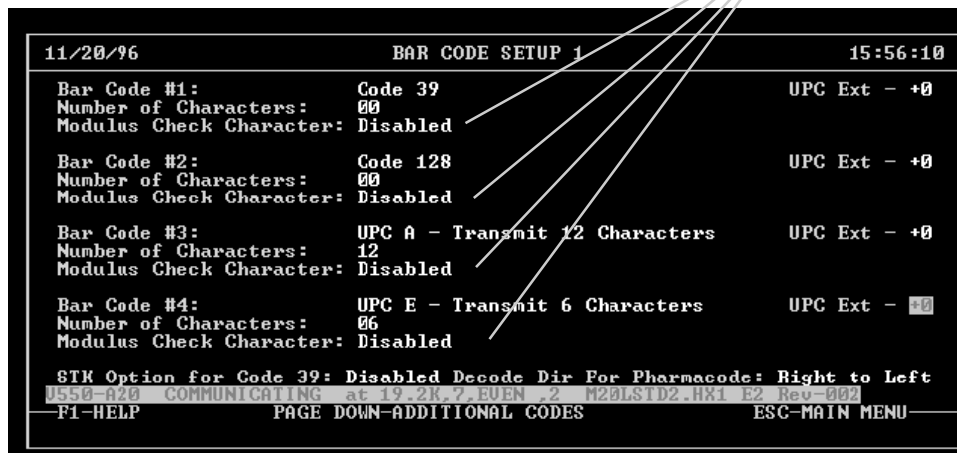 11/20/96 BAR CODE SETUP 1 15:56:10
Bar Code #1: Code 39 UPC Ext - +0
Number of Characters: 00
Modulus Check Character: Disabled
Bar Code #2: Code 128 UPC Ext - +0
Number of Characters: 00
Modulus Check Character: Disabled
Bar Code #3: UPC A - Transmit 12 Characters UPC Ext - +0
Number of Characters: 12
Modulus Check Character: Disabled
Bar Code #4: UPC E - Transmit 6 Characters UPC Ext - +0
Number of Characters: 06
Modulus Check Character: Disabled
STK Option for Code 39: Disabled Decode Dir For Pharmacode: Right to Left
V550-A20 COMMUNICATING at 19.2K,7,EVEN ,2 M20LSTD2.HX1 E2 Rev-002
F1-HELP PAGE DOWN-ADDITIONAL CODES ESC-MAIN MENU